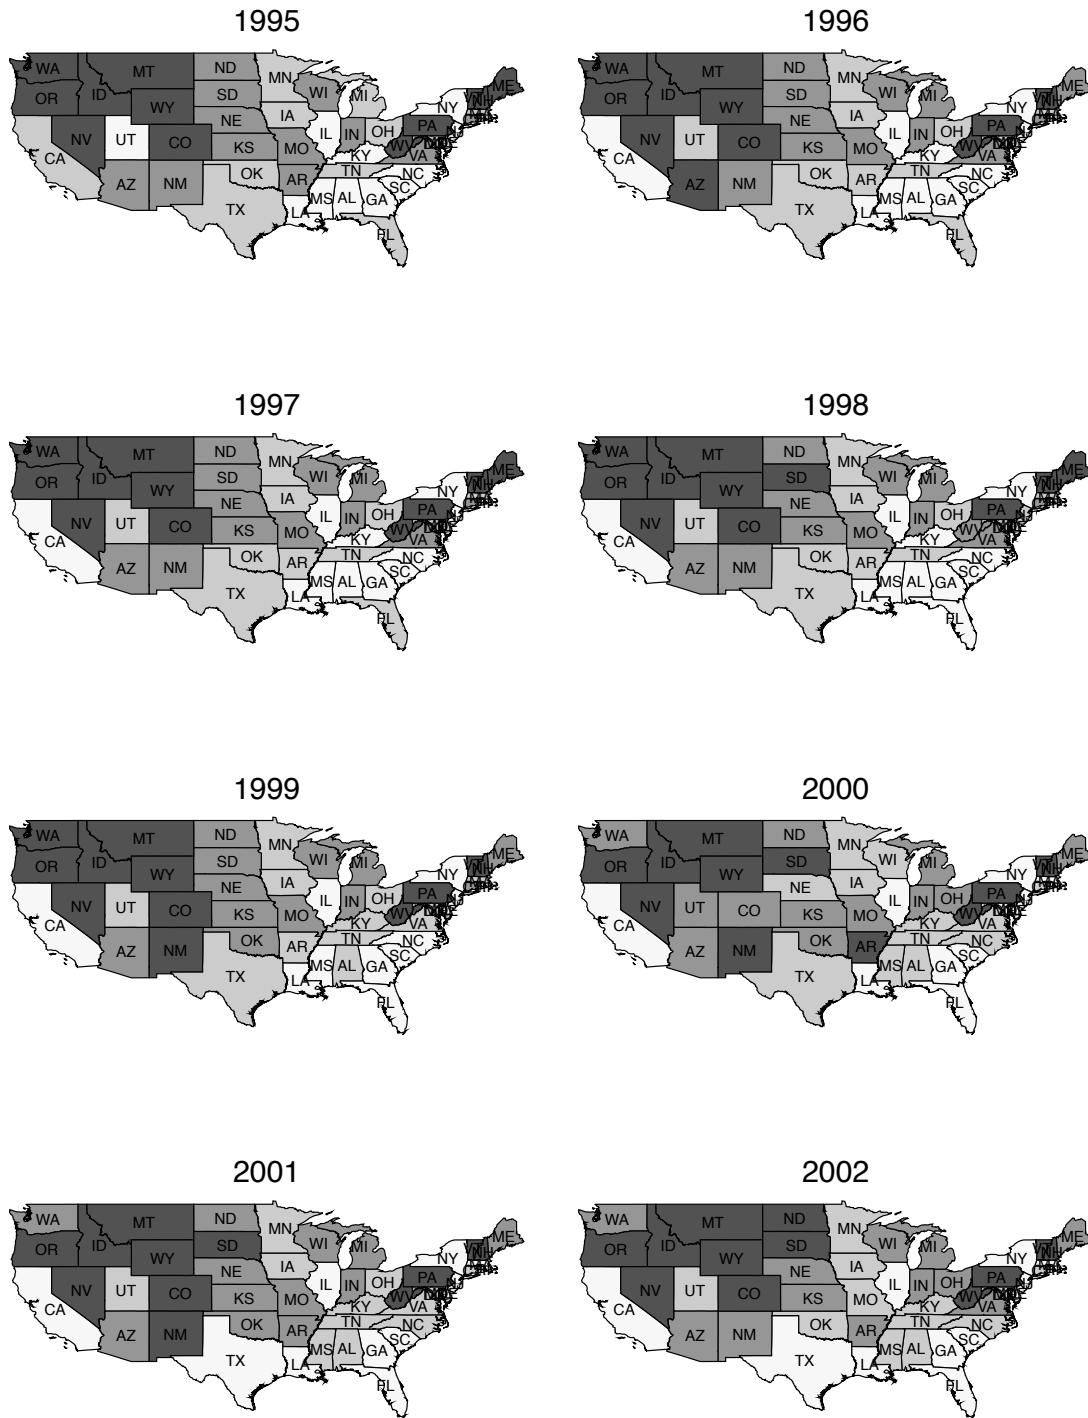 1995
WA MT ND MN ME
OR ID WY SD WI MI NY NH
NV UT CO NE IA IL IN OH PA
CA KS MO KY WV VA
AZ NM OK AR TN NC SC
TX LA MS AL GA
FL
1996
WA MT ND MN ME
OR ID WY SD WI MI NY NH
NV UT CO NE IA IL IN OH PA
CA KS MO KY WV VA
AZ NM OK AR TN NC SC
TX LA MS AL GA
FL
1997
WA MT ND MN ME
OR ID WY SD WI MI NY NH
NV UT CO NE IA IL IN OH PA
CA KS MO KY WV VA
AZ NM OK AR TN NC SC
TX LA MS AL GA
FL
1998
WA MT ND MN ME
OR ID WY SD WI MI NY NH
NV UT CO NE IA IL IN OH PA
CA KS MO KY WV VA
AZ NM OK AR TN NC SC
TX LA MS AL GA
FL
1999
WA MT ND MN ME
OR ID WY SD WI MI NY NH
NV UT CO NE IA IL IN OH PA
CA KS MO KY WV VA
AZ NM OK AR TN NC SC
TX LA MS AL GA
FL
2000
WA MT ND MN ME
OR ID WY SD WI MI NY NH
NV UT CO NE IA IL IN OH PA
CA KS MO KY WV VA
AZ NM OK AR TN NC SC
TX LA MS AL GA
FL
2001
WA MT ND MN ME
OR ID WY SD WI MI NY NH
NV UT CO NE IA IL IN OH PA
CA KS MO KY WV VA
AZ NM OK AR TN NC SC
TX LA MS AL GA
FL
2002
WA MT ND MN ME
OR ID WY SD WI MI NY NH
NV UT CO NE IA IL IN OH PA
CA KS MO KY WV VA
AZ NM OK AR TN NC SC
TX LA MS AL GA
FL